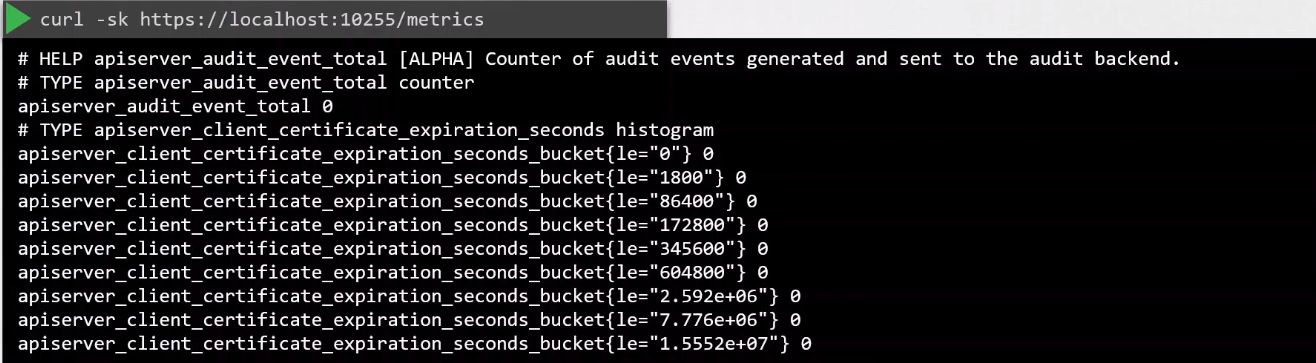 curl -sk https://localhost:10255/metrics
# HELP apiserver_audit_event_total [ALPHA] Counter of audit events generated and sent to the audit backend.
# TYPE apiserver_audit_event_total counter
apiserver_audit_event_total 0
# TYPE apiserver_client_certificate_expiration_seconds histogram
apiserver_client_certificate_expiration_seconds_bucket{le="0"} 0
apiserver_client_certificate_expiration_seconds_bucket{le="1800"} 0
apiserver_client_certificate_expiration_seconds_bucket{le="86400"} 0
apiserver_client_certificate_expiration_seconds_bucket{le="172800"} 0
apiserver_client_certificate_expiration_seconds_bucket{le="345600"} 0
apiserver_client_certificate_expiration_seconds_bucket{le="604800"} 0
apiserver_client_certificate_expiration_seconds_bucket{le="2.592e+06"} 0
apiserver_client_certificate_expiration_seconds_bucket{le="7.776e+06"} 0
apiserver_client_certificate_expiration_seconds_bucket{le="1.5552e+07"} 0